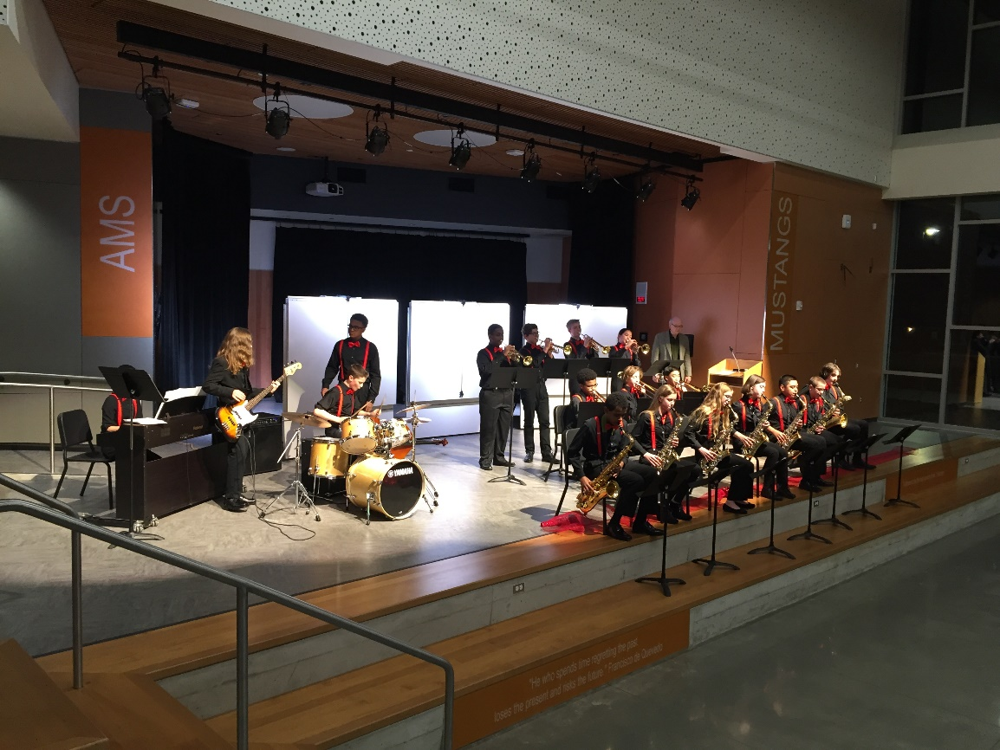 AMS
MUSTANGS
YAMAHA
"He who spends time regretting the past
loses the present and risks the future." Francisco de Quevedo